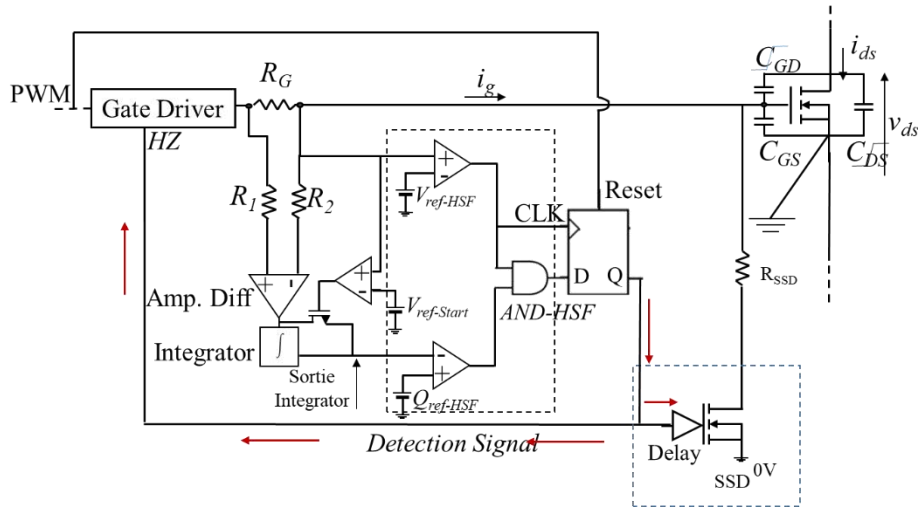 PWM
Gate Driver
HZ
R_G
i_g
C_GD
i_ds
v_ds
C_GS
C_DS
R_1
R_2
V_ref-HSF
CLK
Reset
D
Q
R_SSD
+
-
Amp. Diff
+
-
+
-
V_ref-Start
AND-HSF
Integrator
∫
Sortie
Integrator
-
+
Q_ref-HSF
Detection Signal
Delay
SSD
0V